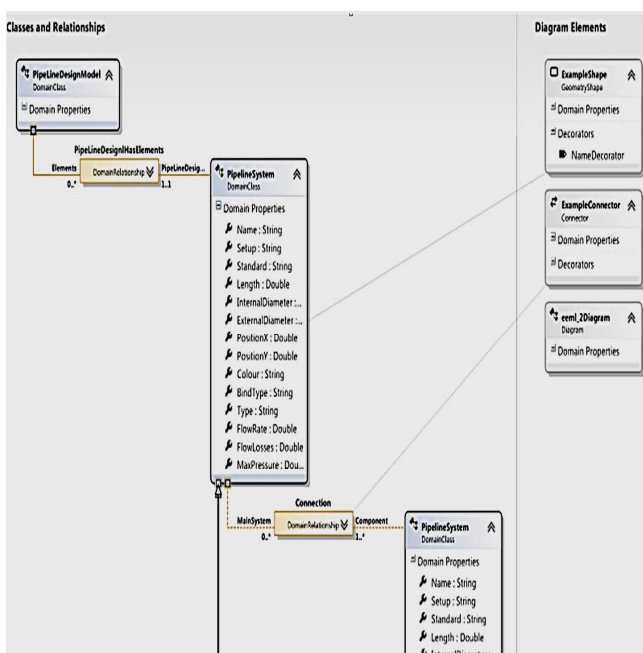 Classes and Relationships
Diagram Elements
PipeLineDesignModel
DomainClass
Domain Properties
PipeLineDesignlHasElements
Elements
DomainRelationship
PipeLineDesig...
0..*
1..1
PipelineSystem
DomainClass
Domain Properties
Name : String
Setup : String
Standard : String
Length : Double
InternalDiameter :...
ExternalDiameter :...
PositionX : Double
PositionY : Double
Colour : String
BindType : String
Type : String
FlowRate : Double
FlowLosses : Double
MaxPressure : Dou...
Connection
MainSystem
DomainRelationship
Component
0..*
1..*
PipelineSystem
DomainClass
Domain Properties
Name : String
Setup : String
Standard : String
Length : Double
ExampleShape
GeometryShape
Domain Properties
Decorators
NameDecorator
ExampleConnector
Connector
Domain Properties
Decorators
eeml_2Diagram
Diagram
Domain Properties